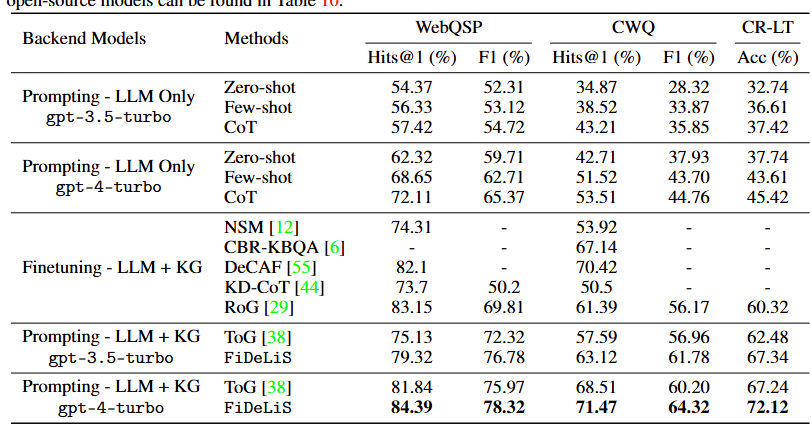 open-source models can be found in Table 10.
Backend Models Methods WebQSP CWQ CR-LT
Hits@1 (%) F1 (%) Hits@1 (%) F1 (%) Acc (%)
Prompting - LLM Only
gpt-3.5-turbo
Zero-shot 54.37 52.31 34.87 28.32 32.74
Few-shot 56.33 53.12 38.52 33.87 36.61
CoT 57.42 54.72 43.21 35.85 37.42
Prompting - LLM Only
gpt-4-turbo
Zero-shot 62.32 59.71 42.71 37.93 37.74
Few-shot 68.65 62.71 51.52 43.70 43.61
CoT 72.11 65.37 53.51 44.76 45.42
Finetuning - LLM + KG
NSM [12] 74.31 - 53.92 - -
CBR-KBQA [6] - - 67.14 - -
DeCAF [55] 82.1 - 70.42 - -
KD-CoT [44] 73.7 50.2 50.5 - -
RoG [29] 83.15 69.81 61.39 56.17 60.32
Prompting - LLM + KG
gpt-3.5-turbo
ToG [38] 75.13 72.32 57.59 56.96 62.48
FiDeLiS 79.32 76.78 63.12 61.78 67.34
Prompting - LLM + KG
gpt-4-turbo
ToG [38] 81.84 75.97 68.51 60.20 67.24
FiDeLiS 84.39 78.32 71.47 64.32 72.12